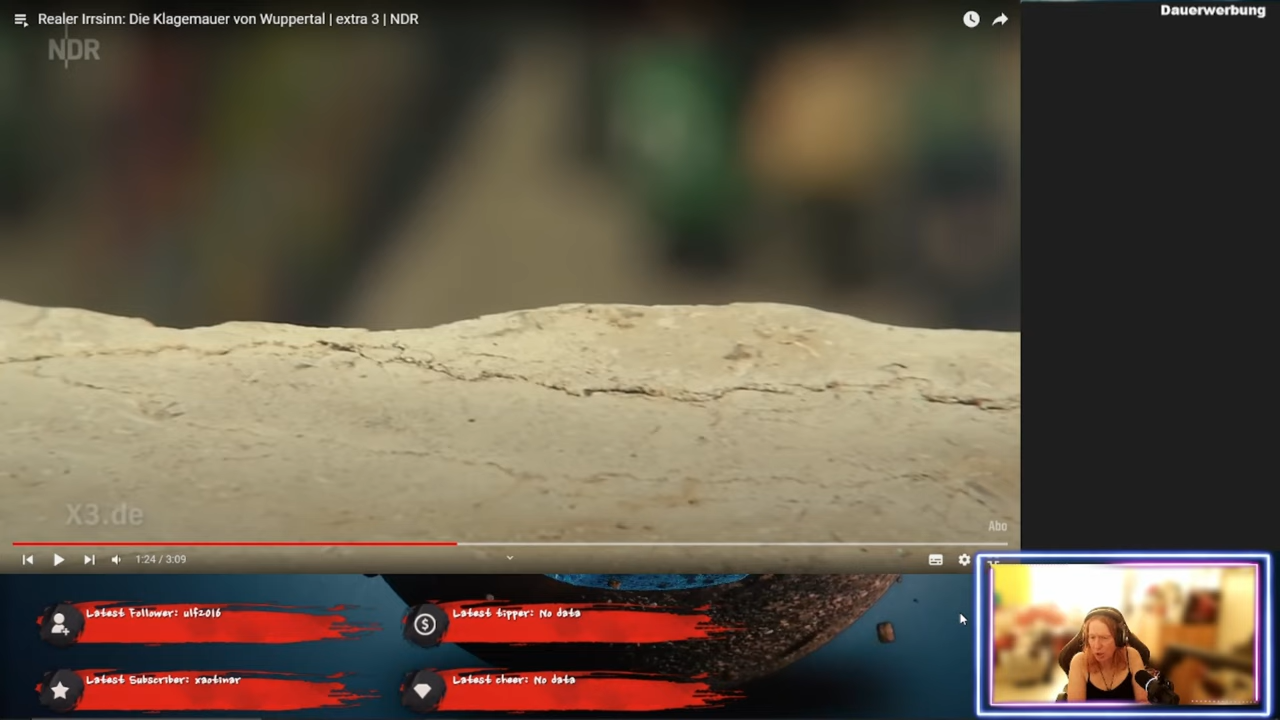 Realer Irrsinn: Die Klagemauer von Wuppertal | extra 3 | NDR
Dauerwerbung
NDR
X3.de
Abo
1:24 / 3:09
Latest Follower: ulf2016
Latest tipper: No data
Latest Subscriber: xaotinar
Latest cheer: No data